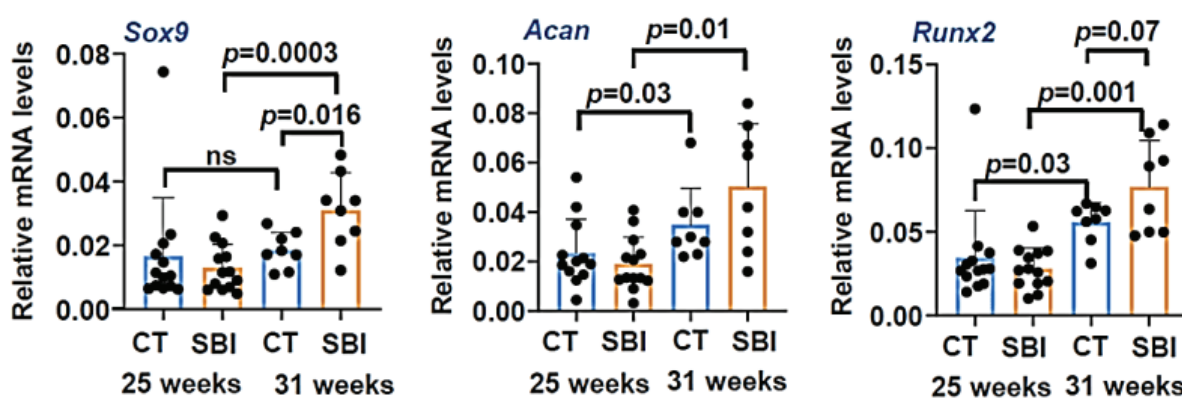 Sox9
Relative mRNA levels
0.08
0.06
0.04
0.02
0.00
p=0.0003
p=0.016
ns
CT SBI CT SBI
25 weeks 31 weeks
Acan
Relative mRNA levels
0.10
0.08
0.06
0.04
0.02
0.00
p=0.01
p=0.03
CT SBI CT SBI
25 weeks 31 weeks
Runx2
Relative mRNA levels
0.15
0.10
0.05
0.00
p=0.07
p=0.001
p=0.03
CT SBI CT SBI
25 weeks 31 weeks